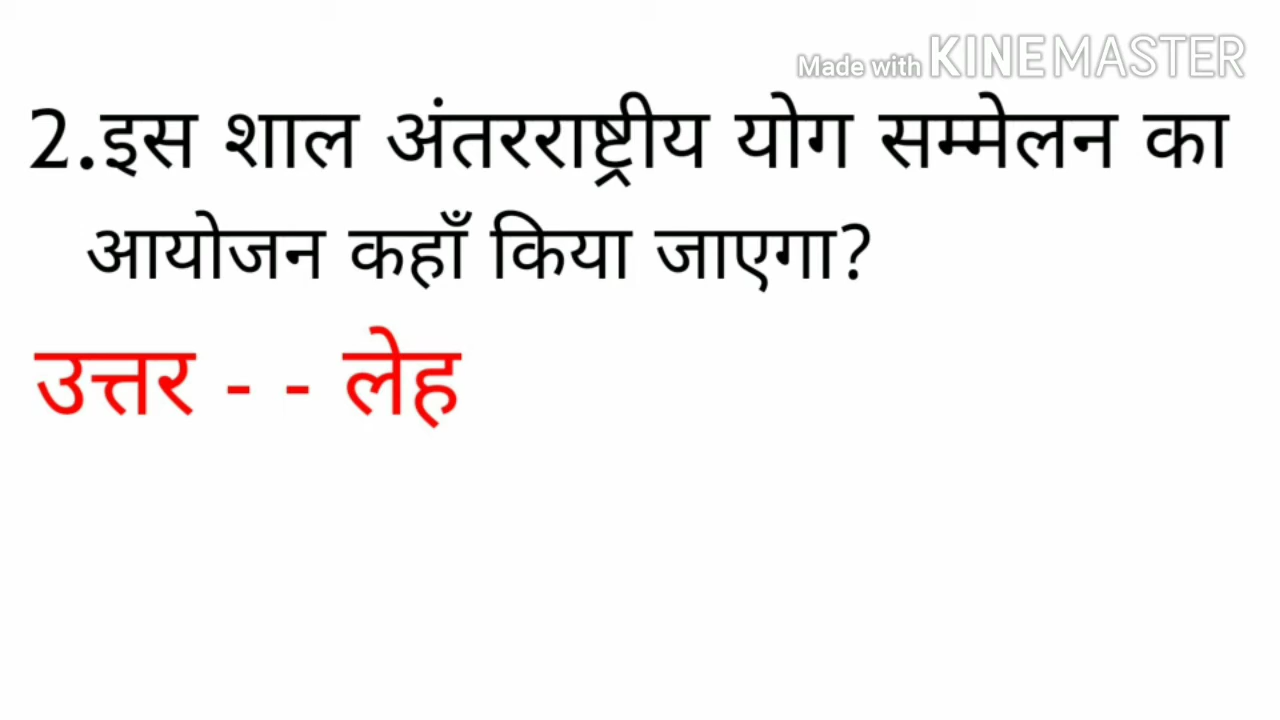 Made with KINEMASTER
2.इस शाल अंतरराष्ट्रीय योग सम्मेलन का
आयोजन कहाँ किया जाएगा?
उत्तर - - लेह